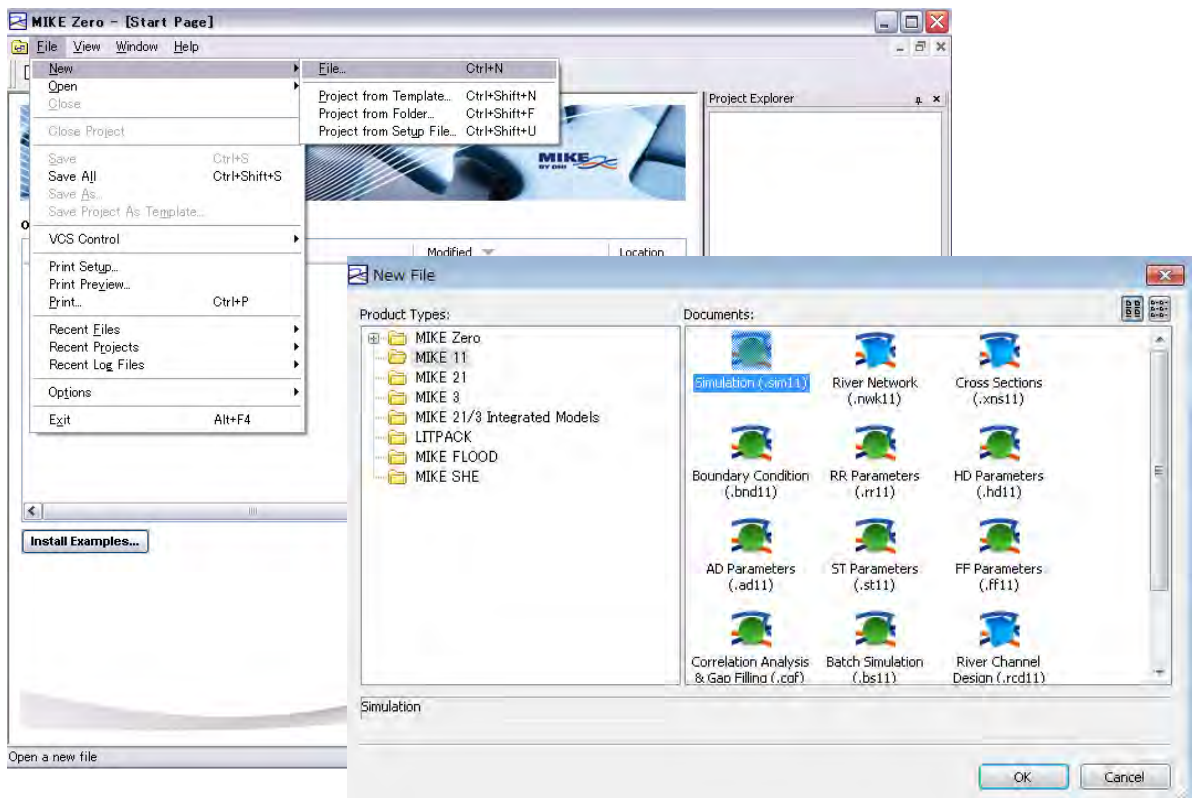 MIKE Zero - [Start Page]
File View Window Help
New
File... Ctrl+N
Open
Close
Project from Template... Ctrl+Shift+N
Project from Folder... Ctrl+Shift+F
Project from Setup File... Ctrl+Shift+U
Close Project
Save Ctrl+S
Save All Ctrl+Shift+S
Save As...
Save Project As Template...
VCS Control
Print Setup...
Print Preview...
Print... Ctrl+P
Recent Files
Recent Projects
Recent Log Files
Options
Exit Alt+F4
MIKE
BY DHI
Project Explorer
Modified Location
Install Examples...
Open a new file
New File
Product Types:
MIKE Zero
MIKE 11
MIKE 21
MIKE 3
MIKE 21/3 Integrated Models
LITPACK
MIKE FLOOD
MIKE SHE
Documents:
Simulation (.sim11)
River Network
(.nwk11)
Cross Sections
(.xns11)
Boundary Condition
(.bnd11)
RR Parameters
(.rr11)
HD Parameters
(.hd11)
AD Parameters
(.ad11)
ST Parameters
(.st11)
FF Parameters
(.ff11)
Correlation Analysis
& Gap Filling (.cgf)
Batch Simulation
(.bs11)
River Channel
Design (.rcd11)
Simulation
OK Cancel